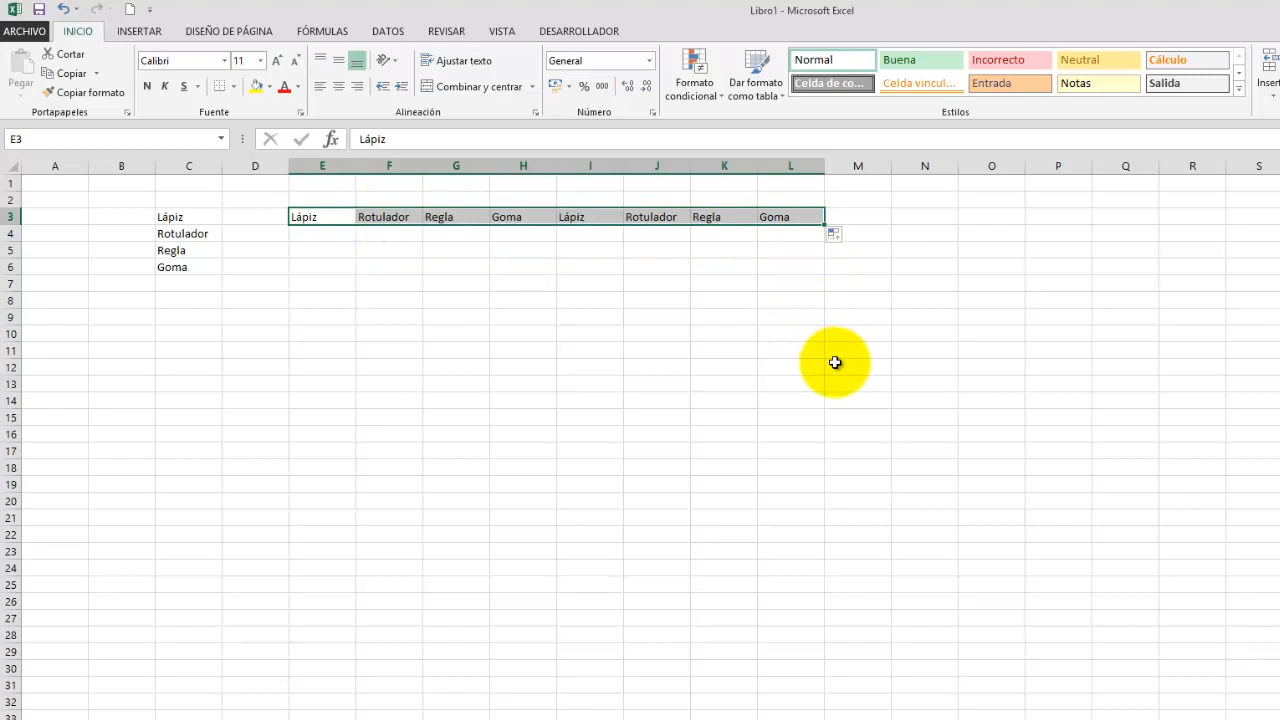 Libro1 - Microsoft Excel
ARCHIVO INICIO INSERTAR DISEÑO DE PÁGINA FÓRMULAS DATOS REVISAR VISTA DESARROLLADOR
Pegar
Cortar
Copiar
Copiar formato
Portapapeles
Calibri 11
N K S
Fuente
Ajustar texto
Combinar y centrar
Alineación
General
% 000
Número
Formato condicional
Dar formato como tabla
Normal Buena Incorrecto Neutral Cálculo
Celda de co... Celda vincul... Entrada Notas Salida
Estilos
Insert
E3 fx Lápiz
A B C D E F G H I J K L M N O P Q R S
1
2
3 Lápiz Lápiz Rotulador Regla Goma Lápiz Rotulador Regla Goma
4 Rotulador
5 Regla
6 Goma
7
8
9
10
11
12
13
14
15
16
17
18
19
20
21
22
23
24
25
26
27
28
29
30
31
32
33